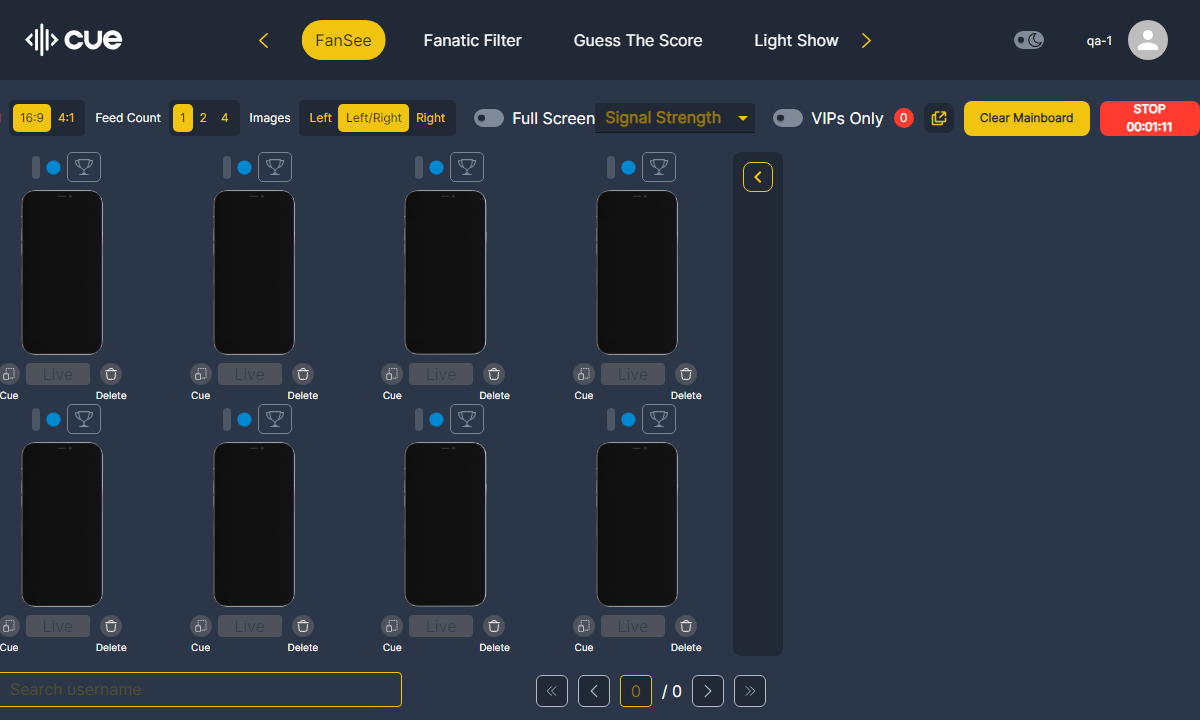 cue
FanSee
Fanatic Filter
Guess The Score
Light Show
qa-1
16:9 4:1
Feed Count
1 2 4
Images
Left Left/Right Right
Full Screen
Signal Strength
VIPs Only
0
Clear Mainboard
STOP
00:01:11
Live Live Live Live
Cue Delete Cue Delete Cue Delete Cue Delete
Live Live Live Live
Cue Delete Cue Delete Cue Delete Cue Delete
Search username
0 / 0